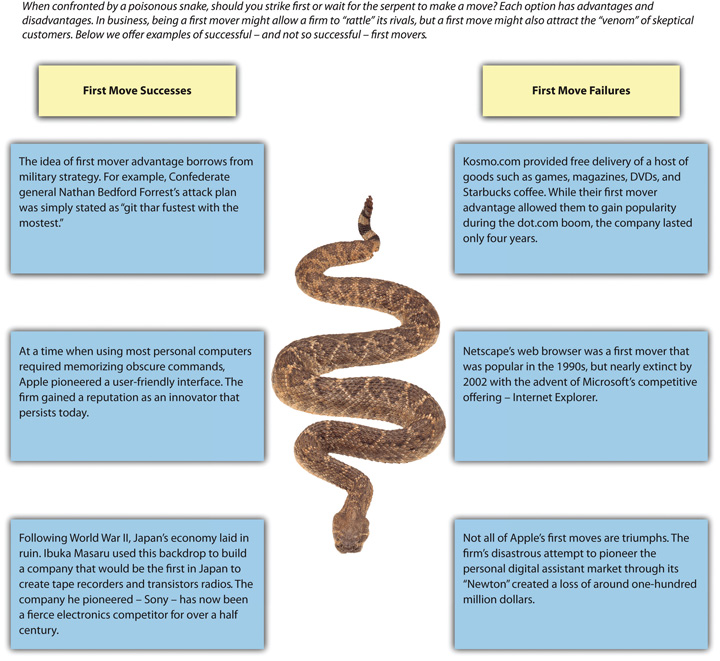 When confronted by a poisonous snake, should you strike first or wait for the serpent to make a move? Each option has advantages and
disadvantages. In business, being a first mover might allow a firm to “rattle” its rivals, but a first move might also attract the “venom” of skeptical
customers. Below we offer examples of successful – and not so successful – first movers.
First Move Successes
The idea of first mover advantage borrows from
military strategy. For example, Confederate
general Nathan Bedford Forrest’s attack plan
was simply stated as “git thar fustest with the
mostest.”
At a time when using most personal computers
required memorizing obscure commands,
Apple pioneered a user-friendly interface. The
firm gained a reputation as an innovator that
persists today.
Following World War II, Japan’s economy laid in
ruin. Ibuka Masaru used this backdrop to build
a company that would be the first in Japan to
create tape recorders and transistors radios. The
company he pioneered – Sony – has now been
a fierce electronics competitor for over a half
century.
First Move Failures
Kosmo.com provided free delivery of a host of
goods such as games, magazines, DVDs, and
Starbucks coffee. While their first mover
advantage allowed them to gain popularity
during the dot.com boom, the company lasted
only four years.
Netscape’s web browser was a first mover that
was popular in the 1990s, but nearly extinct by
2002 with the advent of Microsoft’s competitive
offering – Internet Explorer.
Not all of Apple’s first moves are triumphs. The
firm’s disastrous attempt to pioneer the
personal digital assistant market through its
“Newton” created a loss of around one-hundred
million dollars.